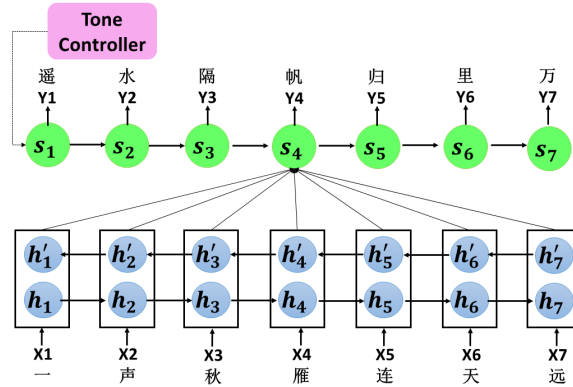 Tone
Controller
遥 水 隔 帆 归 里 万
Y1 Y2 Y3 Y4 Y5 Y6 Y7
s₁ s₂ s₃ s₄ s₅ s₆ s₇
h′₁ h′₂ h′₃ h′₄ h′₅ h′₆ h′₇
h₁ h₂ h₃ h₄ h₅ h₆ h₇
X1 X2 X3 X4 X5 X6 X7
一 声 秋 雁 连 天 远